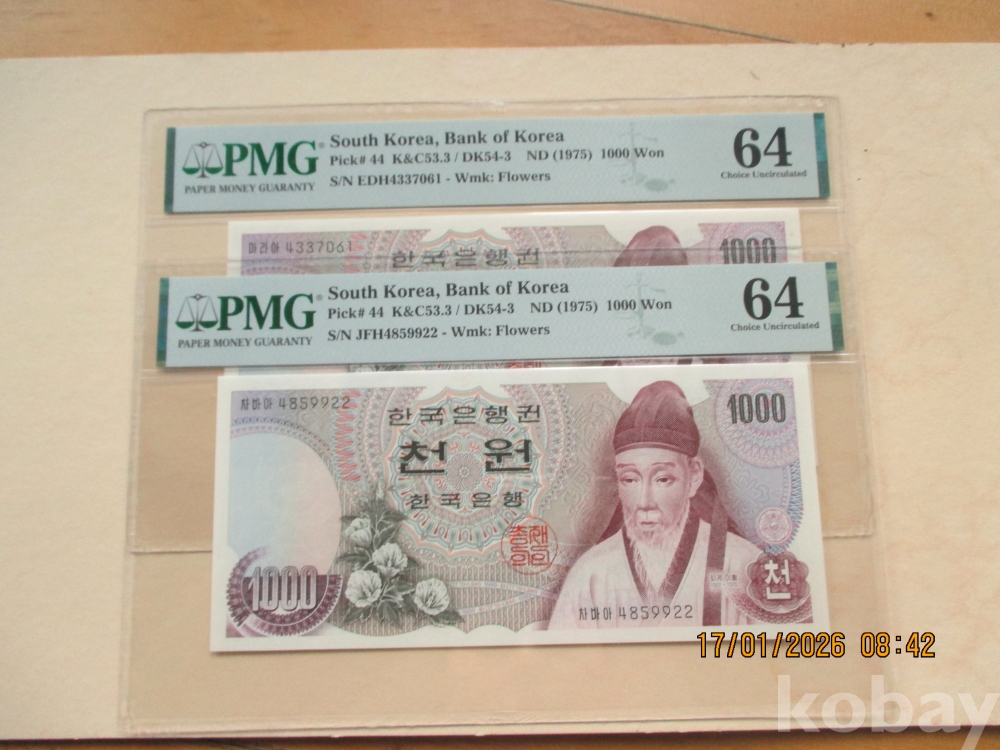 PMG®
PAPER MONEY GUARANTY
South Korea, Bank of Korea
Pick# 44 K&C53.3 / DK54-3 ND (1975) 1000 Won
S/N EDH4337061 - Wmk: Flowers
64
Choice Uncirculated
마라아 4337061
한국은행권
1000
PMG®
PAPER MONEY GUARANTY
South Korea, Bank of Korea
Pick# 44 K&C53.3 / DK54-3 ND (1975) 1000 Won
S/N JFH4859922 - Wmk: Flowers
64
Choice Uncirculated
차바아 4859922
한국은행권
1000
천 원
한국은행
1000
천
차바아 4859922
17/01/2026 08:42
kobay